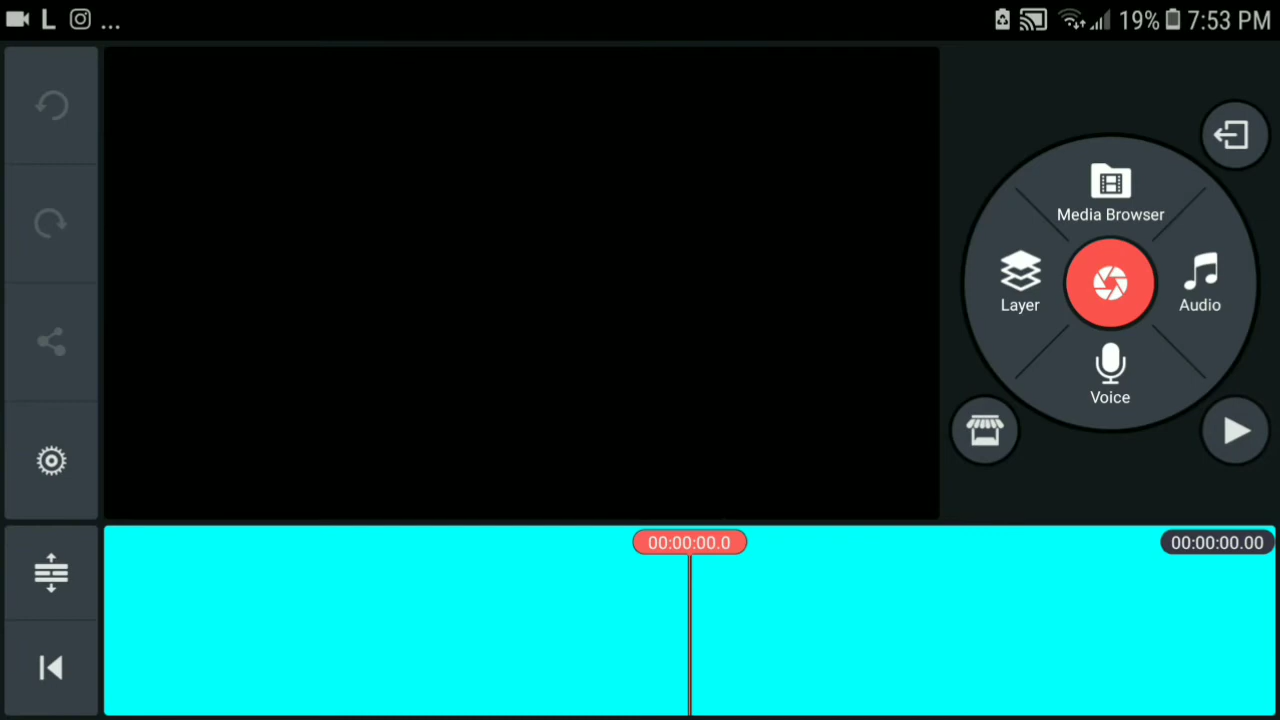 L ... 19% 7:53 PM
Media Browser
Layer
Audio
Voice
00:00:00.0
00:00:00.00